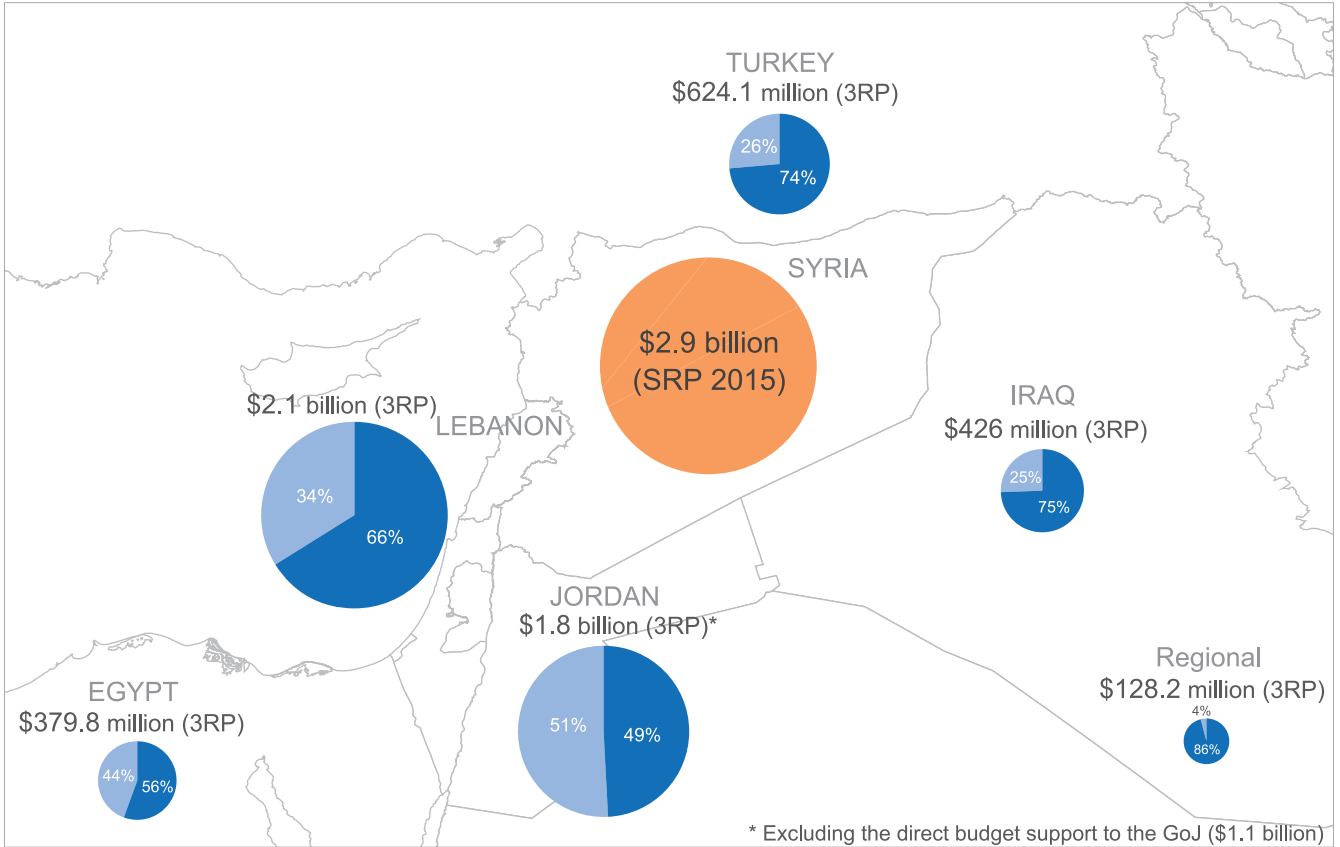 TURKEY
$624.1 million (3RP)
26%
74%
SYRIA
$2.9 billion
(SRP 2015)
IRAQ
$426 million (3RP)
25%
75%
$2.1 billion (3RP)
LEBANON
34%
66%
JORDAN
$1.8 billion (3RP)*
51%
49%
Regional
$128.2 million (3RP)
4%
86%
EGYPT
$379.8 million (3RP)
44%
56%
* Excluding the direct budget support to the GoJ ($1.1 billion)